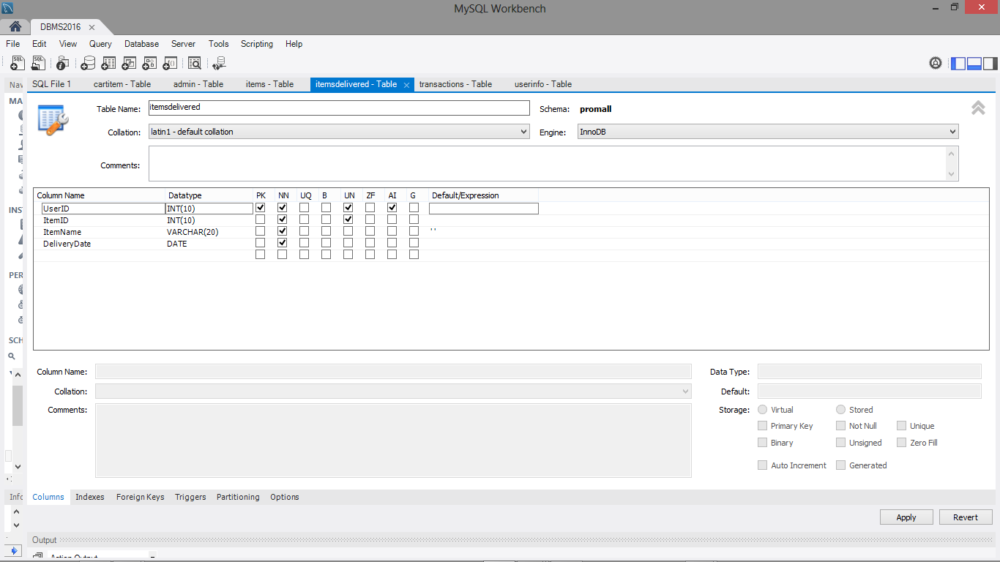 MySQL Workbench
DBMS2016
File Edit View Query Database Server Tools Scripting Help
Nav SQL File 1 cartitem - Table admin - Table items - Table itemsdelivered - Table transactions - Table userinfo - Table
MA
Table Name: itemsdelivered Schema: promall
Collation: latin1 - default collation Engine: InnoDB
Comments:
Column Name Datatype PK NN UQ B UN ZF AI G Default/Expression
UserID INT(10)
INS
ItemID INT(10)
ItemName VARCHAR(20) ' '
DeliveryDate DATE
PER
SCH
Column Name: Data Type:
Collation: Default:
Comments: Storage: Virtual Stored
Primary Key Not Null Unique
Binary Unsigned Zero Fill
Auto Increment Generated
Info Columns Indexes Foreign Keys Triggers Partitioning Options
Apply Revert
Output
Action Output